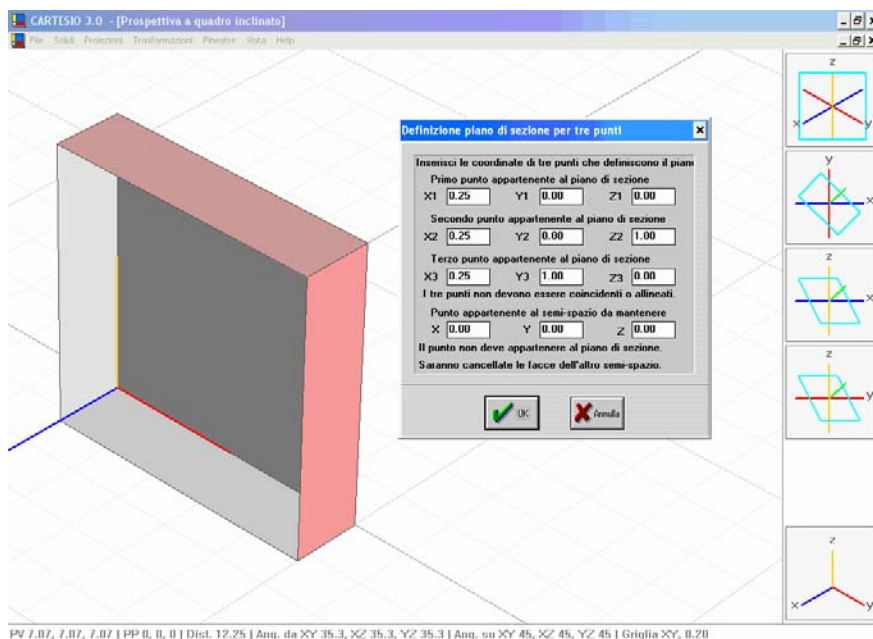 CARTESIO 3.0 - [Prospettiva a quadro inclinato]
File Solidi Proiezioni Trasformazioni Finestre Vista Help
Definizione piano di sezione per tre punti
Inserisci le coordinate di tre punti che definiscono il pian
Primo punto appartenente al piano di sezione
X1 0.25 Y1 0.00 Z1 0.00
Secondo punto appartenente al piano di sezione
X2 0.25 Y2 0.00 Z2 1.00
Terzo punto appartenente al piano di sezione
X3 0.25 Y3 1.00 Z3 0.00
I tre punti non devono essere coincidenti o allineati.
Punto appartenente al semi-spazio da mantenere
X 0.00 Y 0.00 Z 0.00
Il punto non deve appartenere al piano di sezione.
Saranno cancellate le facce dell'altro semi-spazio.
OK Annulla
z
x y
y
x
z
x
z
y
z
x y
PV 7.07, 7.07, 7.07 | PP 0, 0, 0 | Dist. 12.25 | Ang. da XY 35.3, XZ 35.3, YZ 35.3 | Ang. su XY 45, XZ 45, YZ 45 | Griglia XY, 0.20